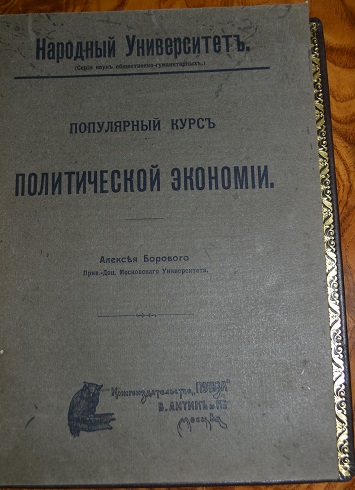 Народный Университетъ.
(Серія наукъ общественно-гуманитарныхъ.)
ПОПУЛЯРНЫЙ КУРСЪ
ПОЛИТИЧЕСКОЙ ЭКОНОМІИ.
Алексѣя Борового
Прив.-Доц. Московскаго Университета.
Книгоиздательство
В. АНТИКЪ и Кº
МОСКВА